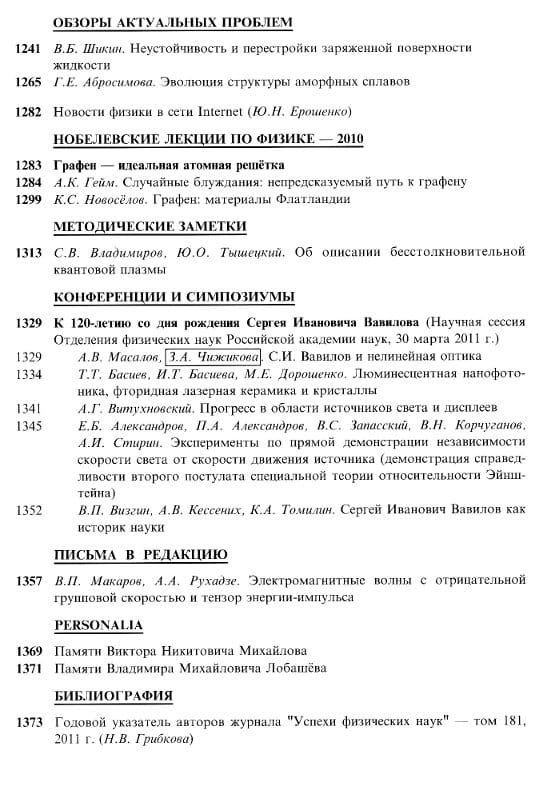 ОБЗОРЫ АКТУАЛЬНЫХ ПРОБЛЕМ
1241 В.Б. Шикин. Неустойчивость и перестройки заряженной поверхности
жидкости
1265 Г.Е. Абросимова. Эволюция структуры аморфных сплавов
1282 Новости физики в сети Internet (Ю.Н. Ерошенко)
НОБЕЛЕВСКИЕ ЛЕКЦИИ ПО ФИЗИКЕ — 2010
1283 Графен — идеальная атомная решётка
1284 А.К. Гейм. Случайные блуждания: непредсказуемый путь к графену
1299 К.С. Новосёлов. Графен: материалы Флатландии
МЕТОДИЧЕСКИЕ ЗАМЕТКИ
1313 С.В. Владимиров, Ю.О. Тышецкий. Об описании бесстолкновительной
квантовой плазмы
КОНФЕРЕНЦИИ И СИМПОЗИУМЫ
1329 К 120-летию со дня рождения Сергея Ивановича Вавилова (Научная сессия
Отделения физических наук Российской академии наук, 30 марта 2011 г.)
1329 А.В. Масалов, З.А. Чижикова. С.И. Вавилов и нелинейная оптика
1334 Т.Т. Басиев, И.Т. Басиева, М.Е. Дорошенко. Люминесцентная нанофото-
ника, фторидная лазерная керамика и кристаллы
1341 А.Г. Витухновский. Прогресс в области источников света и дисплеев
1345 Е.Б. Александров, П.А. Александров, В.С. Запасский, В.Н. Корчуганов,
А.И. Стирин. Эксперименты по прямой демонстрации независимости
скорости света от скорости движения источника (демонстрация справед-
ливости второго постулата специальной теории относительности Эйнш-
тейна)
1352 В.П. Визгин, А.В. Кессених, К.А. Томилин. Сергей Иванович Вавилов как
историк науки
ПИСЬМА В РЕДАКЦИЮ
1357 В.П. Макаров, А.А. Рухадзе. Электромагнитные волны с отрицательной
групповой скоростью и тензор энергии-импульса
PERSONALIA
1369 Памяти Виктора Никитовича Михайлова
1371 Памяти Владимира Михайловича Лобашёва
БИБЛИОГРАФИЯ
1373 Годовой указатель авторов журнала "Успехи физических наук" — том 181,
2011 г. (Н.В. Грибкова)